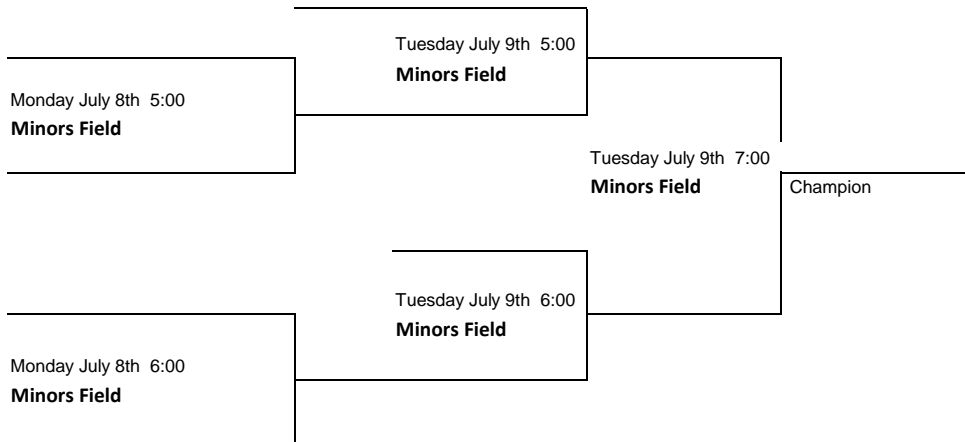 Tuesday July 9th 5:00
Minors Field
Monday July 8th 5:00
Minors Field
Tuesday July 9th 7:00
Minors Field
Champion
Tuesday July 9th 6:00
Minors Field
Monday July 8th 6:00
Minors Field